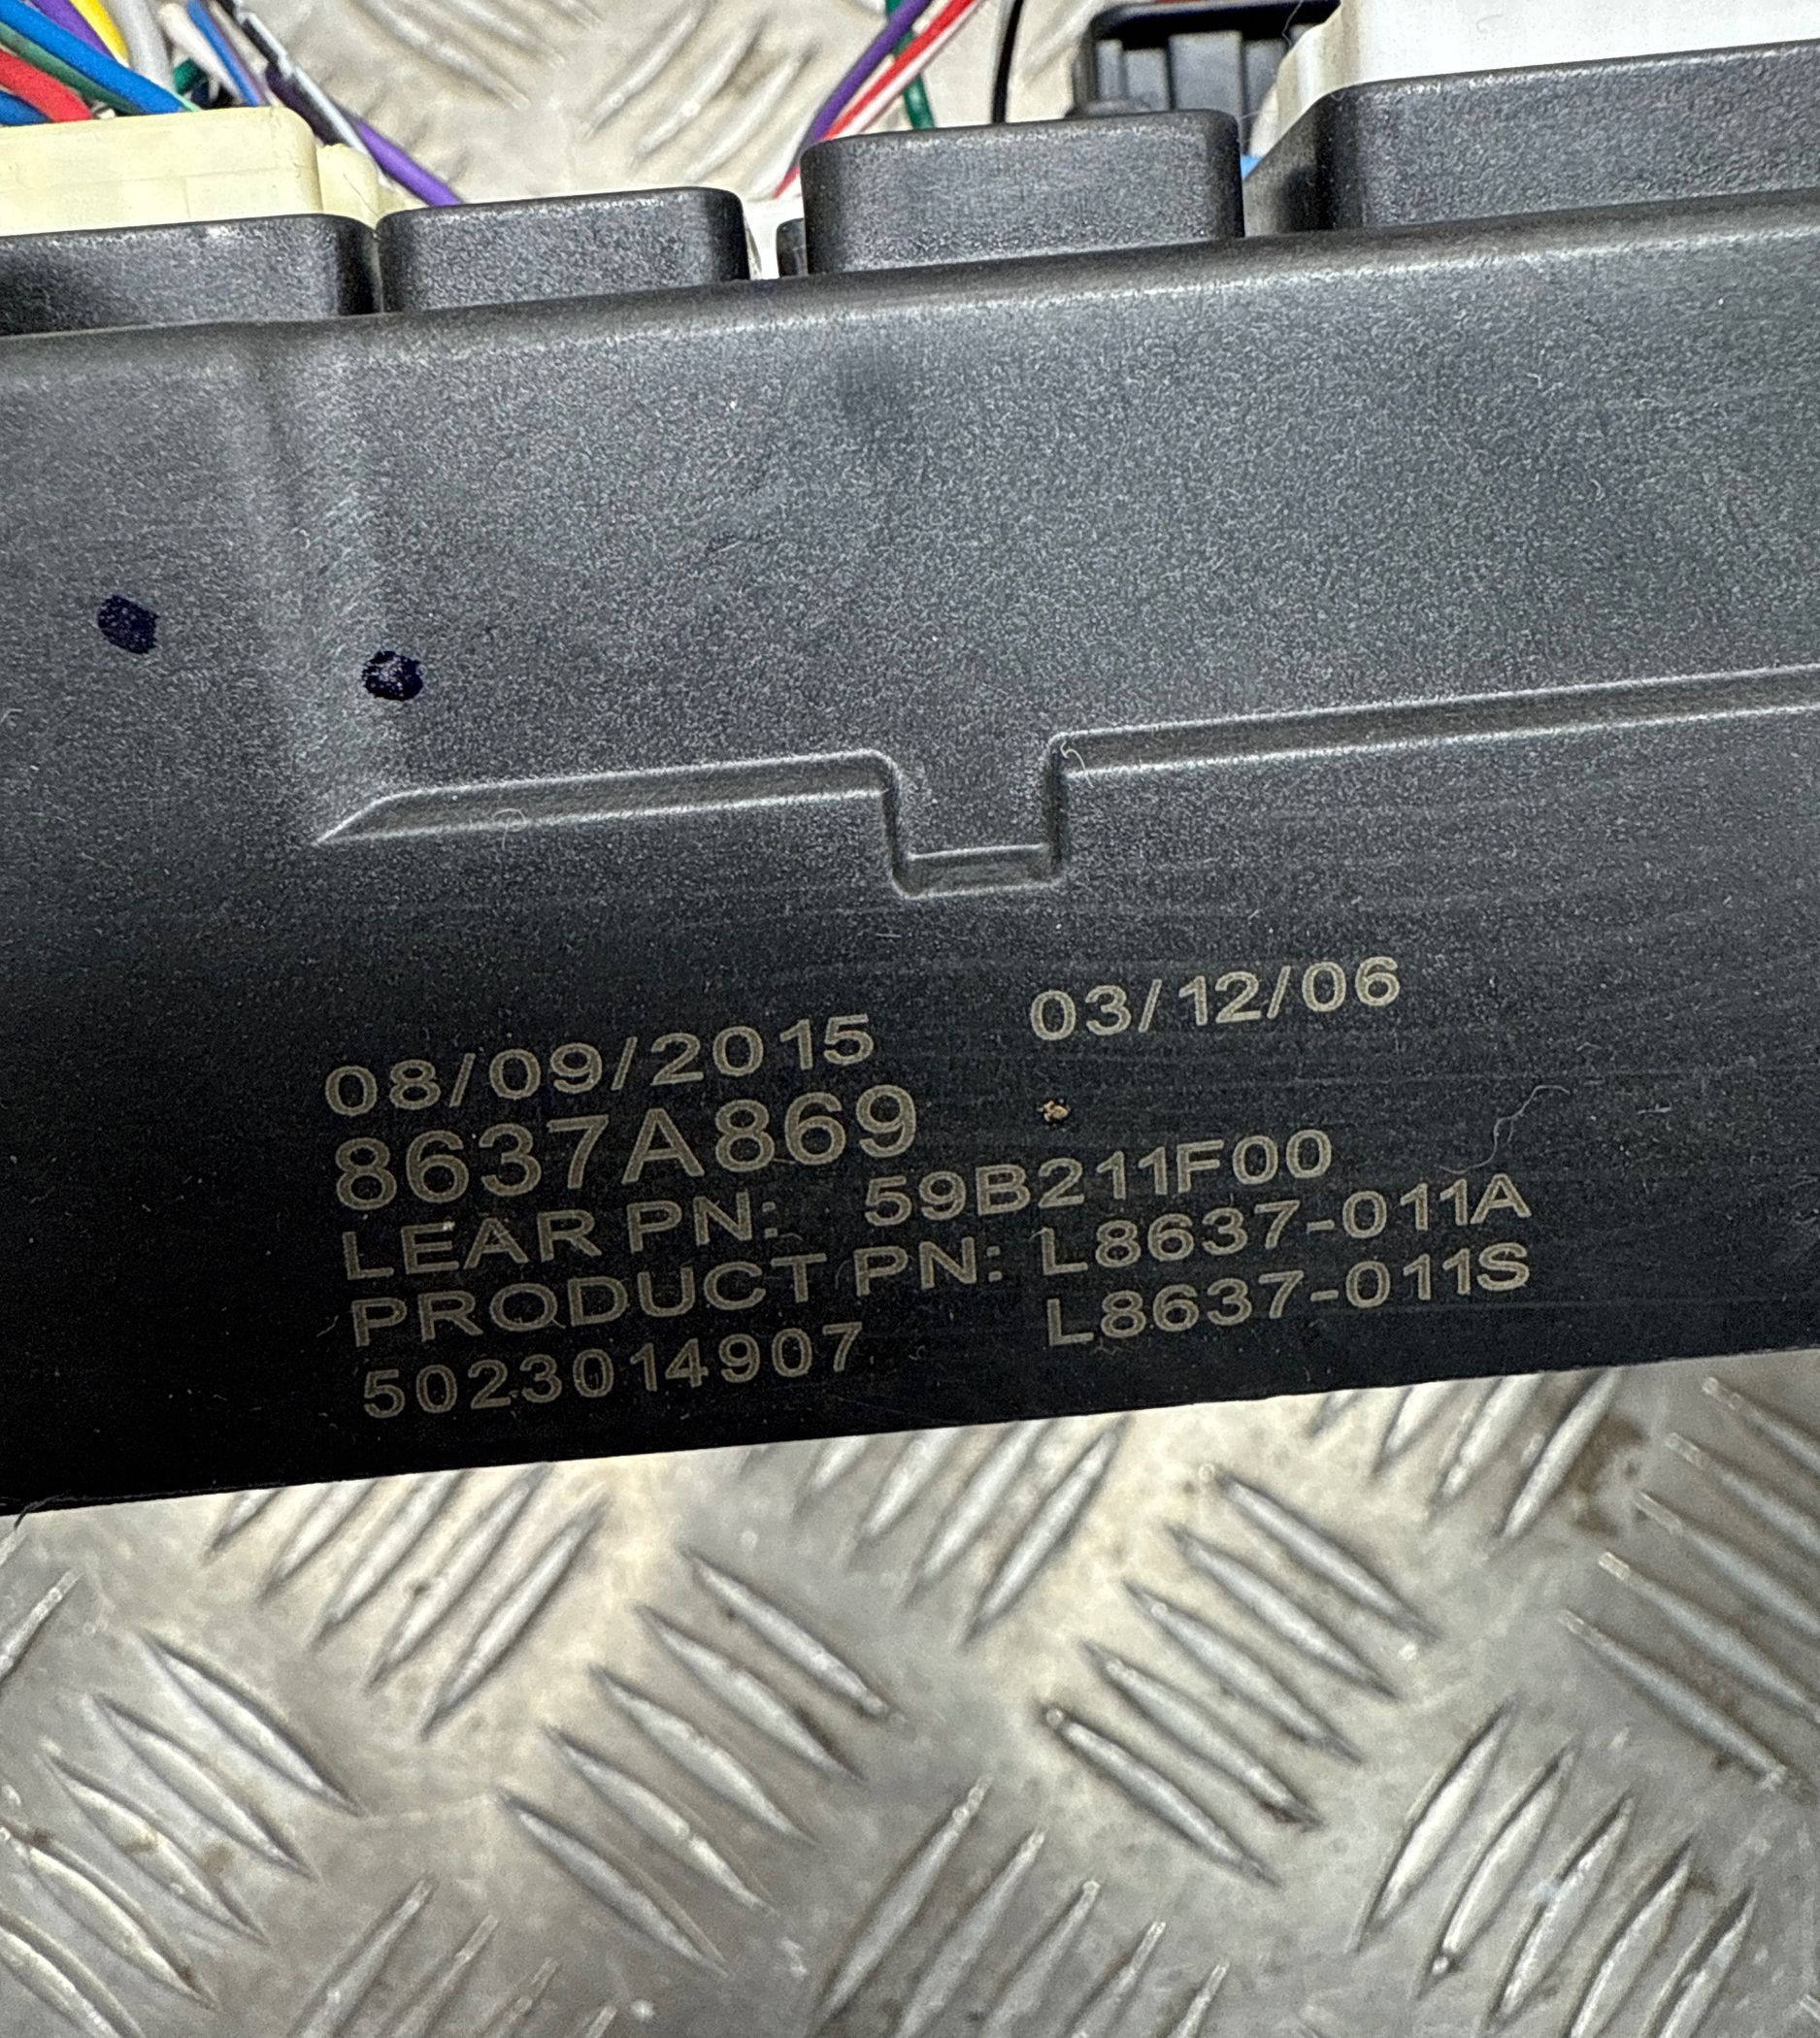 08/09/2015 03/12/06
8637A869
LEAR PN: 59B211F00
PRODUCT PN: L8637-011A
5023014907 L8637-011S